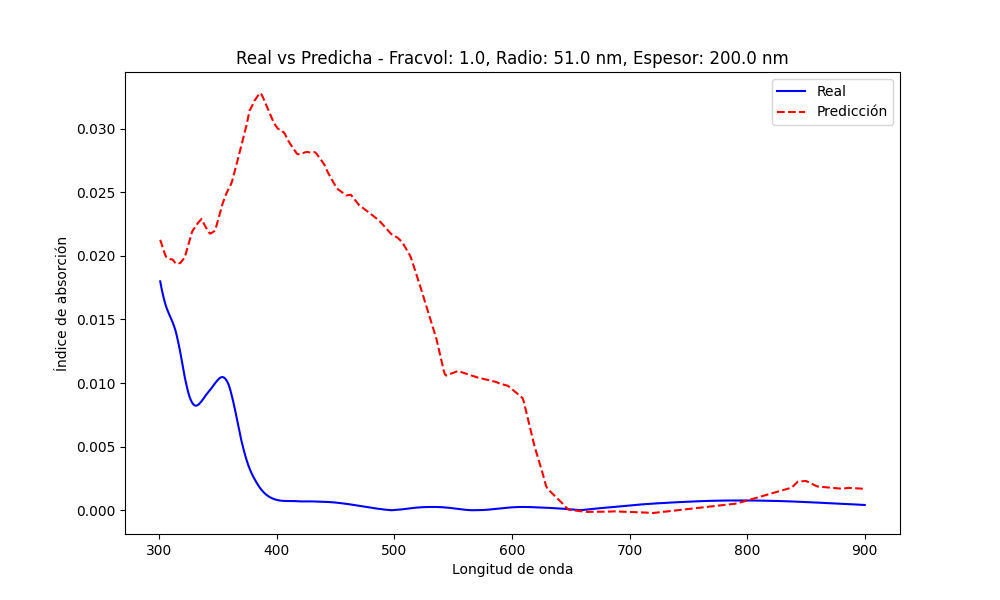 Real vs Predicha - Fracvol: 1.0, Radio: 51.0 nm, Espesor: 200.0 nm
Real
Predicción
Índice de absorción
0.030
0.025
0.020
0.015
0.010
0.005
0.000
300 400 500 600 700 800 900
Longitud de onda